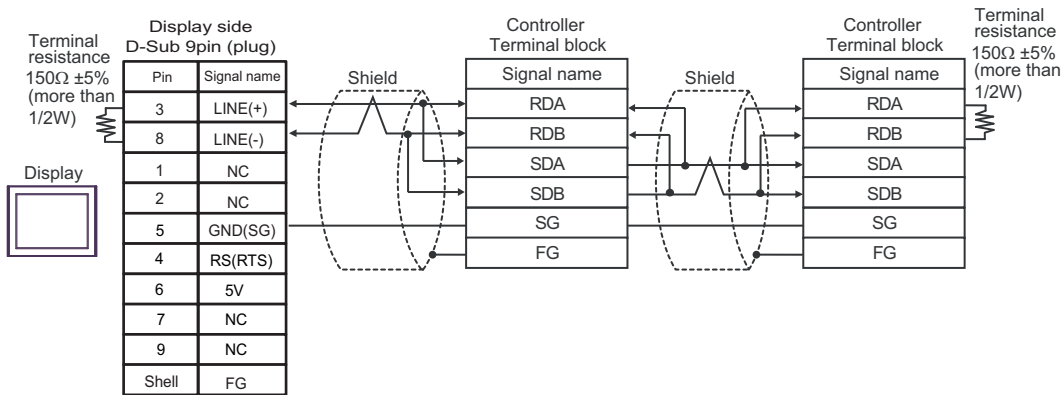 Terminal
resistance
150Ω ±5%
(more than
1/2W)
Display side
D-Sub 9pin (plug)
Pin Signal name
3 LINE(+)
8 LINE(-)
1 NC
2 NC
5 GND(SG)
4 RS(RTS)
6 5V
7 NC
9 NC
Shell FG
Display
Shield
Controller
Terminal block
Signal name
RDA
RDB
SDA
SDB
SG
FG
Shield
Controller
Terminal block
Signal name
RDA
RDB
SDA
SDB
SG
FG
Terminal
resistance
150Ω ±5%
(more than
1/2W)